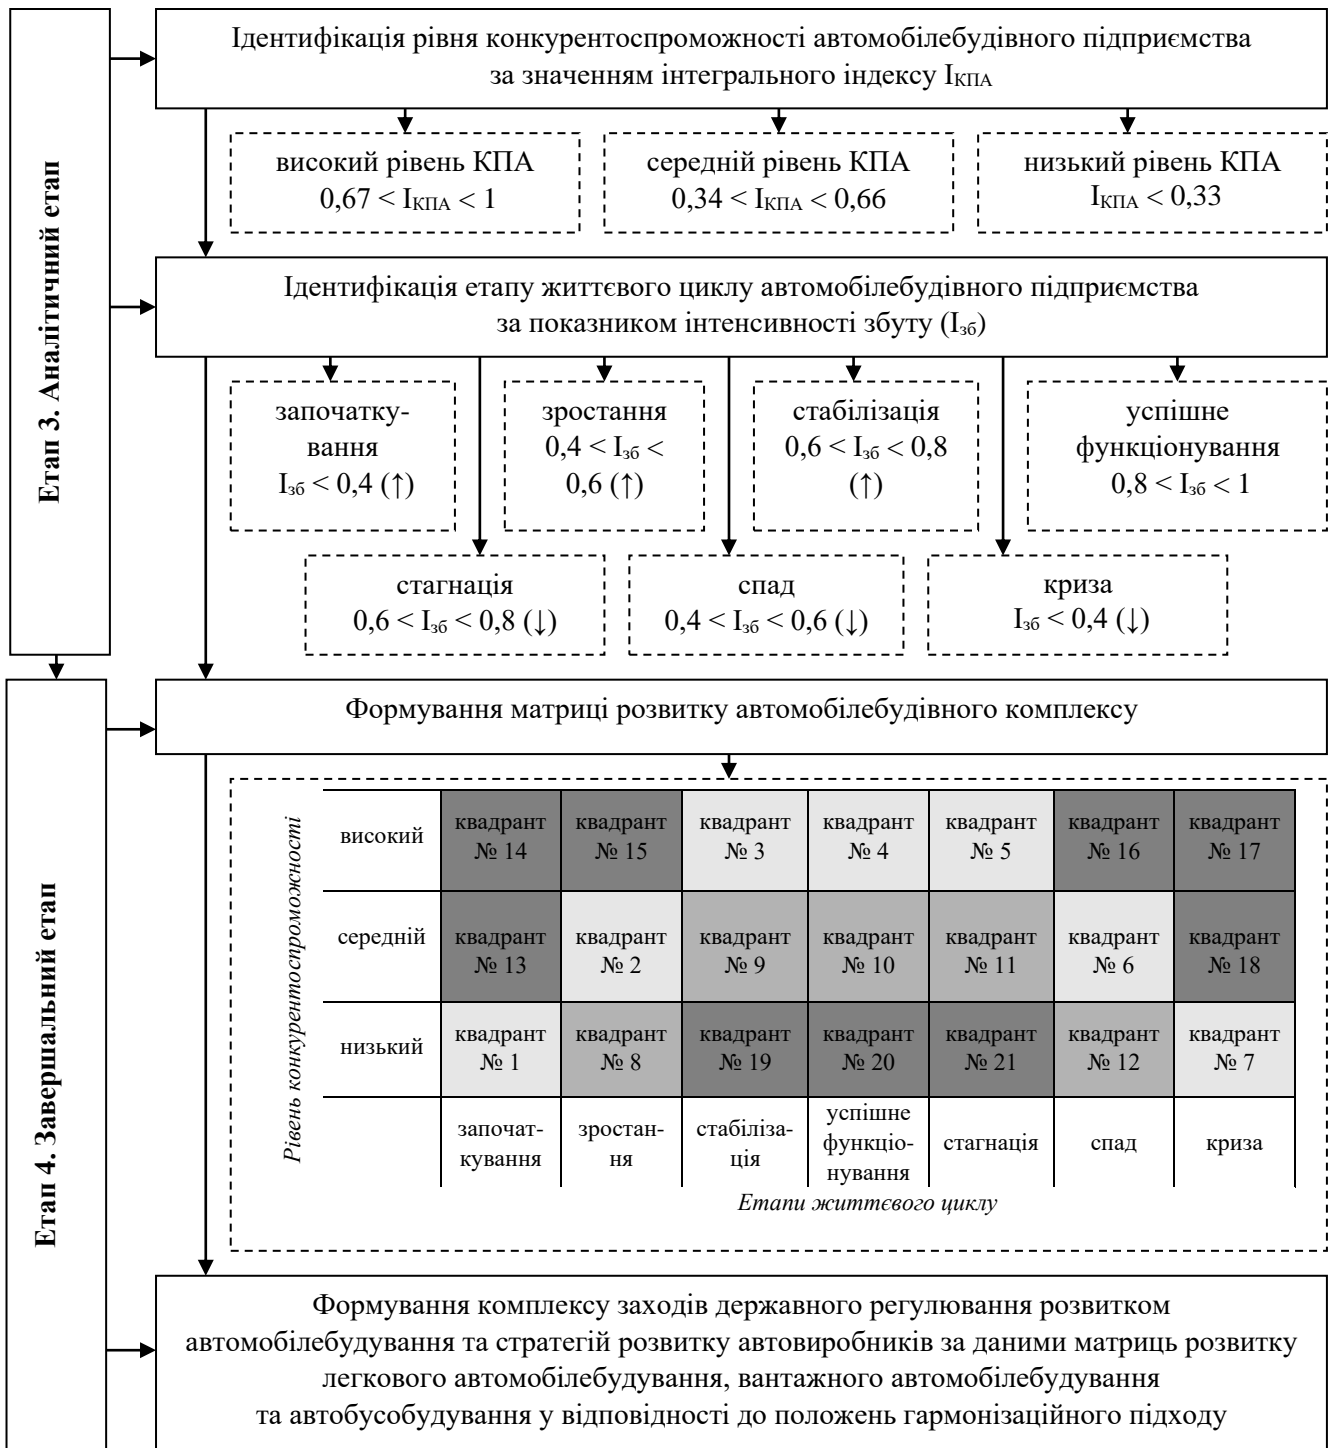 Етап 3. Аналітичний етап
Ідентифікація рівня конкурентоспроможності автомобілебудівного підприємства
за значенням інтегрального індексу IКПА
високий рівень КПА
0,67 < IКПА < 1
середній рівень КПА
0,34 < IКПА < 0,66
низький рівень КПА
IКПА < 0,33
Ідентифікація етапу життєвого циклу автомобілебудівного підприємства
за показником інтенсивності збуту (Iзб)
започатку-
вання
Iзб < 0,4 (↑)
зростання
0,4 < Iзб <
0,6 (↑)
стабілізація
0,6 < Iзб < 0,8
(↑)
успішне
функціонування
0,8 < Iзб < 1
стагнація
0,6 < Iзб < 0,8 (↓)
спад
0,4 < Iзб < 0,6 (↓)
криза
Iзб < 0,4 (↓)
Етап 4. Завершальний етап
Формування матриці розвитку автомобілебудівного комплексу
Рівень конкурентоспроможності
високий
квадрант
№ 14
квадрант
№ 15
квадрант
№ 3
квадрант
№ 4
квадрант
№ 5
квадрант
№ 16
квадрант
№ 17
середній
квадрант
№ 13
квадрант
№ 2
квадрант
№ 9
квадрант
№ 10
квадрант
№ 11
квадрант
№ 6
квадрант
№ 18
низький
квадрант
№ 1
квадрант
№ 8
квадрант
№ 19
квадрант
№ 20
квадрант
№ 21
квадрант
№ 12
квадрант
№ 7
започат-
кування
зростан-
ня
стабіліза-
ція
успішне
функціо-
нування
стагнація
спад
криза
Етапи життєвого циклу
Формування комплексу заходів державного регулювання розвитком
автомобілебудування та стратегій розвитку автовиробників за даними матриць розвитку
легкового автомобілебудування, вантажного автомобілебудування
та автобусобудування у відповідності до положень гармонізаційного підходу